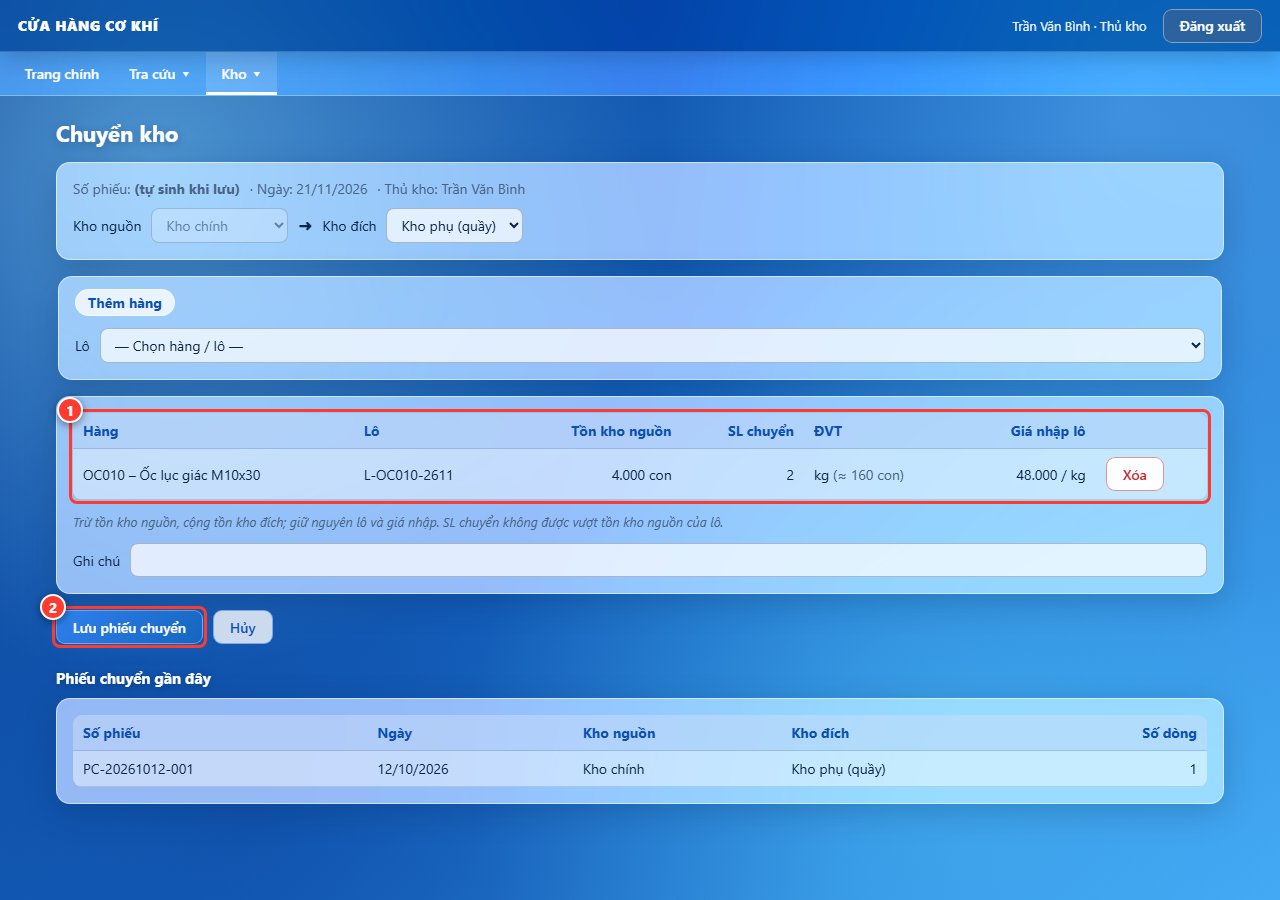 CỬA HÀNG CƠ KHÍ
Trần Văn Bình · Thủ kho
Đăng xuất
Trang chính
Tra cứu ▾
Kho ▾
Chuyển kho
Số phiếu: (tự sinh khi lưu) · Ngày: 21/11/2026 · Thủ kho: Trần Văn Bình
Kho nguồn Kho chính ➜ Kho đích Kho phụ (quầy)
Thêm hàng
Lô — Chọn hàng / lô —
1
Hàng Lô Tồn kho nguồn SL chuyển ĐVT Giá nhập lô
OC010 – Ốc lục giác M10x30 L-OC010-2611 4.000 con 2 kg (≈ 160 con) 48.000 / kg Xóa
Trừ tồn kho nguồn, cộng tồn kho đích; giữ nguyên lô và giá nhập. SL chuyển không được vượt tồn kho nguồn của lô.
Ghi chú
2
Lưu phiếu chuyển Hủy
Phiếu chuyển gần đây
Số phiếu Ngày Kho nguồn Kho đích Số dòng
PC-20261012-001 12/10/2026 Kho chính Kho phụ (quầy) 1